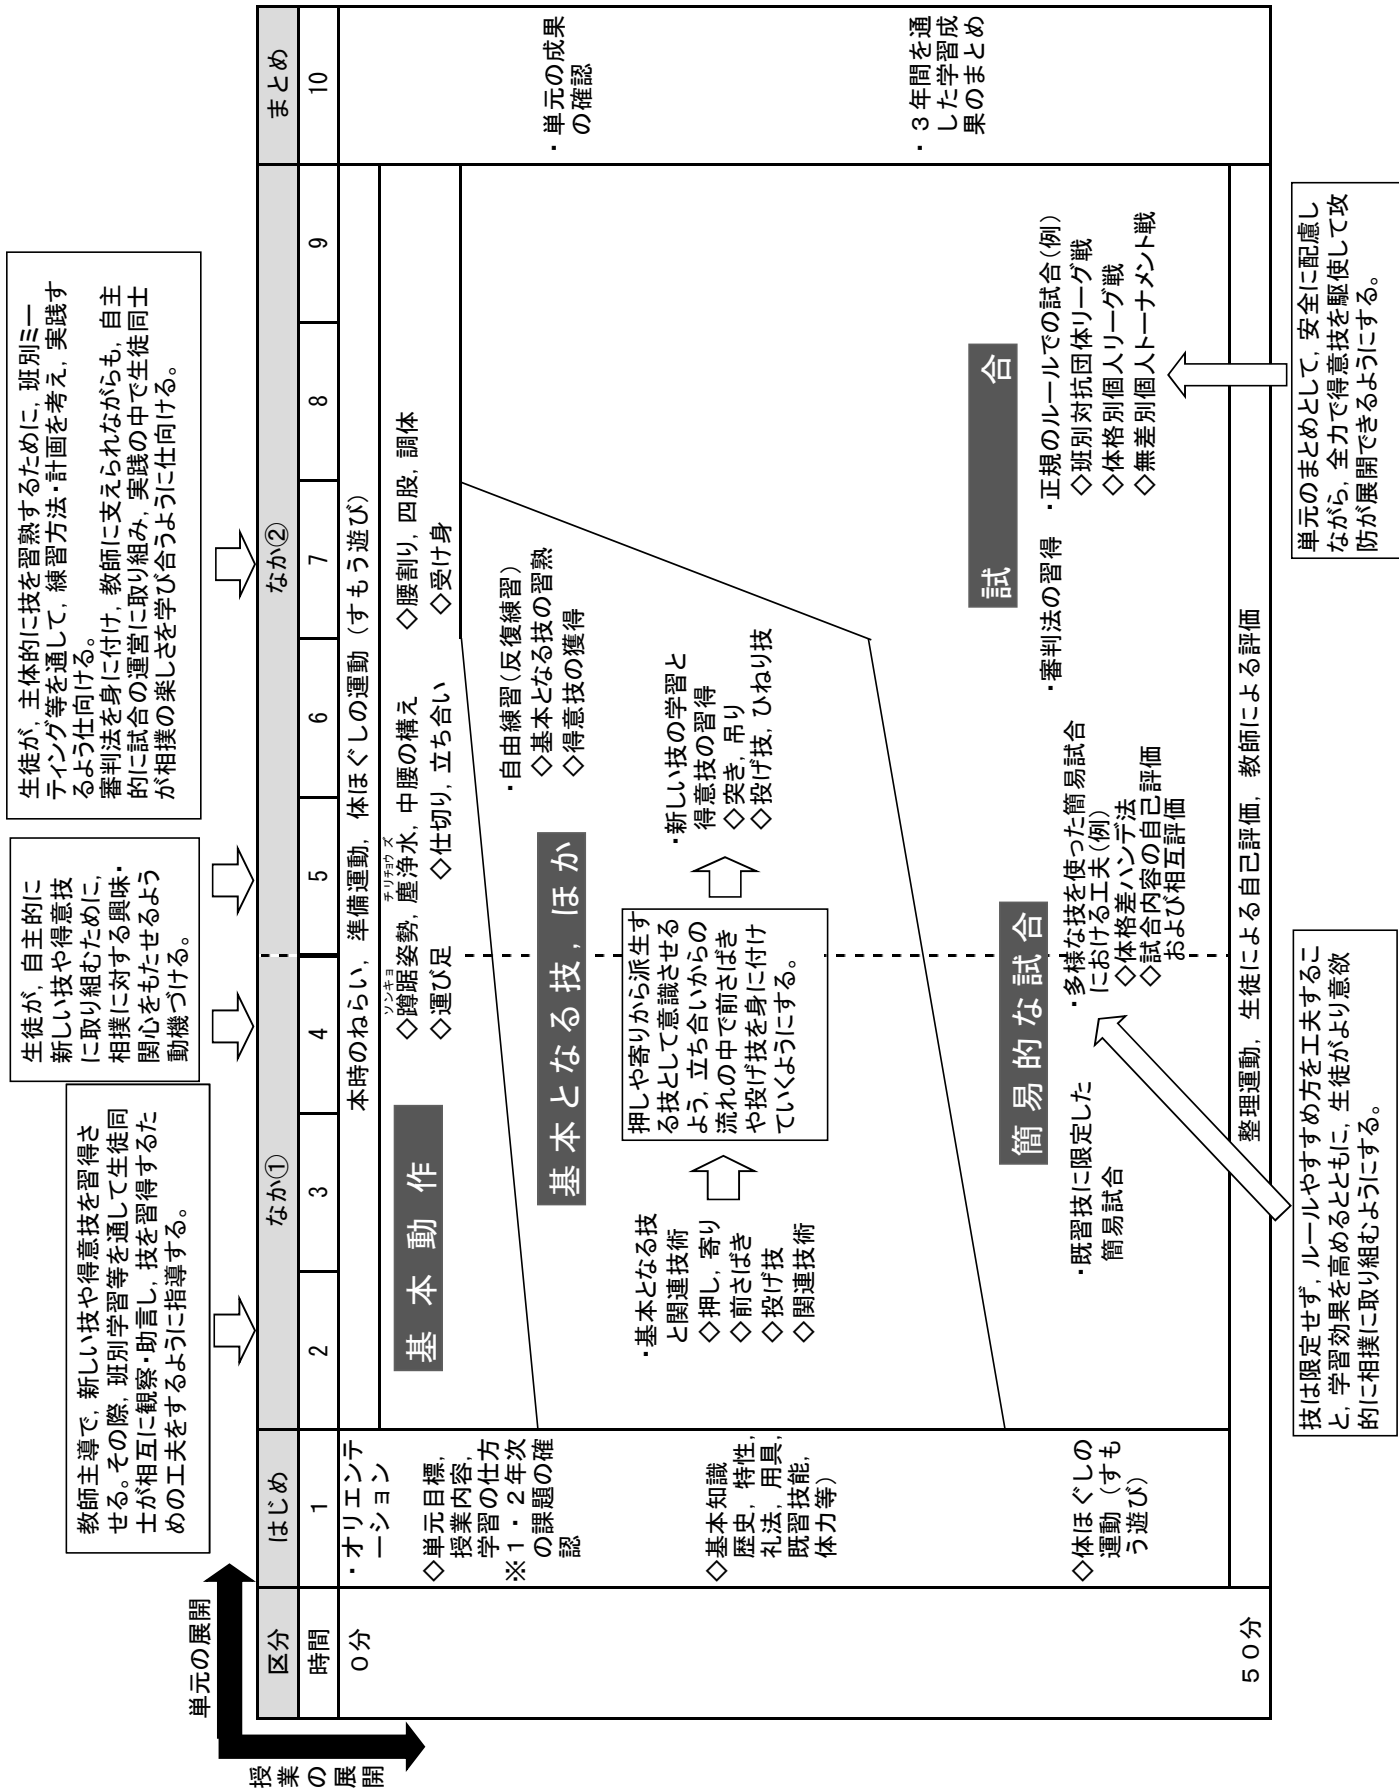 単元の展開
授業の展開
教師主導で，新しい技や得意技を習得さ
せる。その際，班別学習等を通して生徒同
士が相互に観察・助言し，技を習得するた
めの工夫をするように指導する。
生徒が，自主的に
新しい技や得意技
に取り組むために，
相撲に対する興味・
関心をもたせるよう
動機づける。
生徒が，主体的に技を習熟するために，班別ミー
ティング等を通して，練習方法・計画を考え，実践す
るよう仕向ける。
審判法を身に付け，教師に支えられながらも，自主
的に試合の運営に取り組み，実践の中で生徒同士
が相撲の楽しさを学び合うように仕向ける。
区分 はじめ なか① なか② まとめ
時間 1 2 3 4 5 6 7 8 9 10
０分
５０分
・オリエンテ
ーション
◇単元目標，
授業内容，
学習の仕方
※１・２年次
の課題の確
認
◇基本知識
歴史，特性，
礼法，用具，
既習技能，
体力等）
◇体ほぐしの
運動（すも
う遊び）
本時のねらい，準備運動，体ほぐしの運動（すもう遊び）
基本動作
ソンキョ チリチョウズ
◇蹲踞姿勢，塵浄水，中腰の構え ◇腰割り，四股，調体
◇運び足 ◇仕切り，立ち合い ◇受け身
基本となる技，ほか
・自由練習（反復練習）
◇基本となる技の習熟
◇得意技の獲得
・基本となる技
と関連技術
◇押し，寄り
◇前さばき
◇投げ技
◇関連技術
押しや寄りから派生す
る技として意識させる
よう，立ち合いからの
流れの中で前さばき
や投げ技を身に付け
ていくようにする。
・新しい技の学習と
得意技の習得
◇突き，吊り
◇投げ技，ひねり技
簡易的な試合
・既習技に限定した
簡易試合
・多様な技を使った簡易試合
における工夫（例）
◇体格差ハンデ法
◇試合内容の自己評価
および相互評価
試合
・審判法の習得
・正規のルールでの試合（例）
◇班別対抗団体リーグ戦
◇体格別個人リーグ戦
◇無差別個人トーナメント戦
・単元の成果
の確認
・３年間を通
した学習成
果のまとめ
整理運動，生徒による自己評価，教師による評価
技は限定せず，ルールやすすめ方を工夫するこ
と，学習効果を高めるとともに，生徒がより意欲
的に相撲に取り組むようにする。
単元のまとめとして，安全に配慮し
ながら，全力で得意技を駆使して攻
防が展開できるようにする。